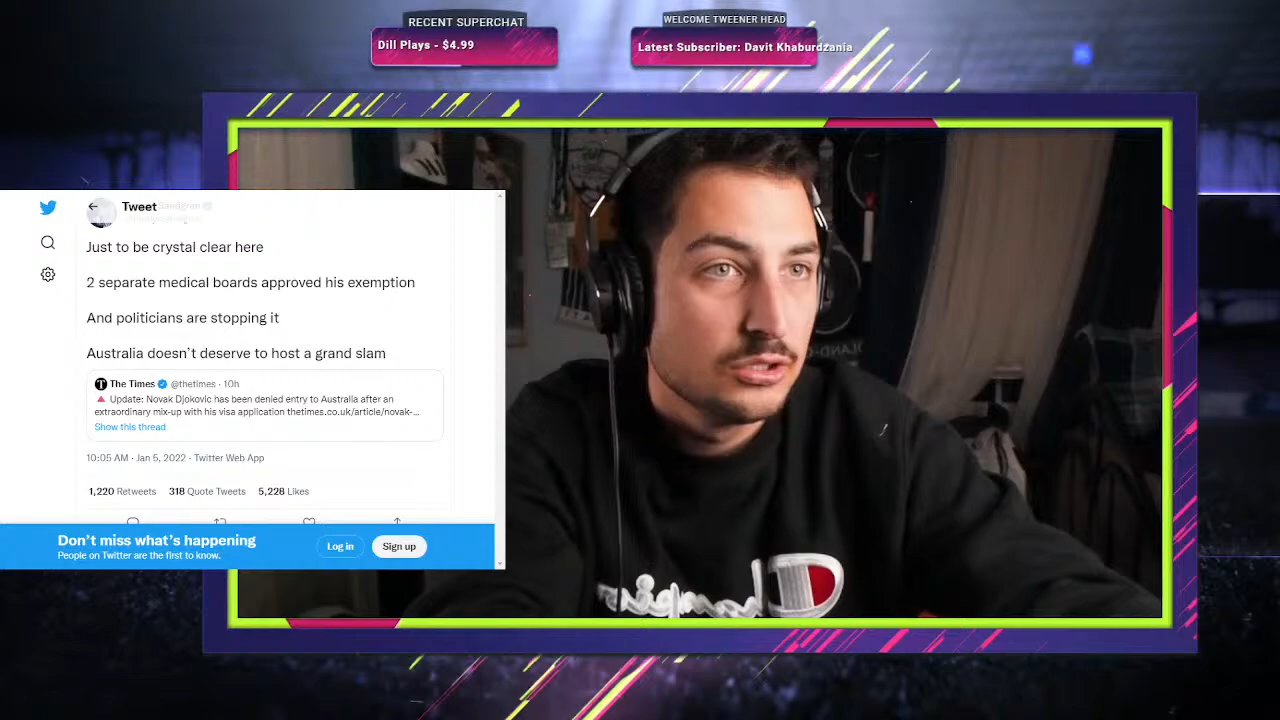 RECENT SUPERCHAT
Dill Plays - $4.99
WELCOME TWEENER HEAD
Latest Subscriber: Davit Khaburdzania
Tweet
Just to be crystal clear here
2 separate medical boards approved his exemption
And politicians are stopping it
Australia doesn't deserve to host a grand slam
The Times @thetimes · 10h
🔺 Update: Novak Djokovic has been denied entry to Australia after an
extraordinary mix-up with his visa application thetimes.co.uk/article/novak-...
Show this thread
10:05 AM · Jan 5, 2022 · Twitter Web App
1,220 Retweets 318 Quote Tweets 5,228 Likes
Don't miss what's happening
People on Twitter are the first to know.
Log in
Sign up
Champion